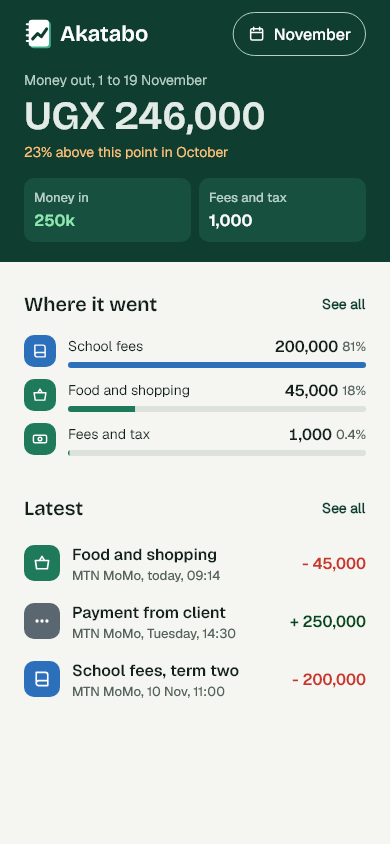 Akatabo
November
Money out, 1 to 19 November
UGX 246,000
23% above this point in October
Money in
250k
Fees and tax
1,000
Where it went
See all
School fees
200,000 81%
Food and shopping
45,000 18%
Fees and tax
1,000 0.4%
Latest
See all
Food and shopping
- 45,000
MTN MoMo, today, 09:14
Payment from client
+ 250,000
MTN MoMo, Tuesday, 14:30
School fees, term two
- 200,000
MTN MoMo, 10 Nov, 11:00